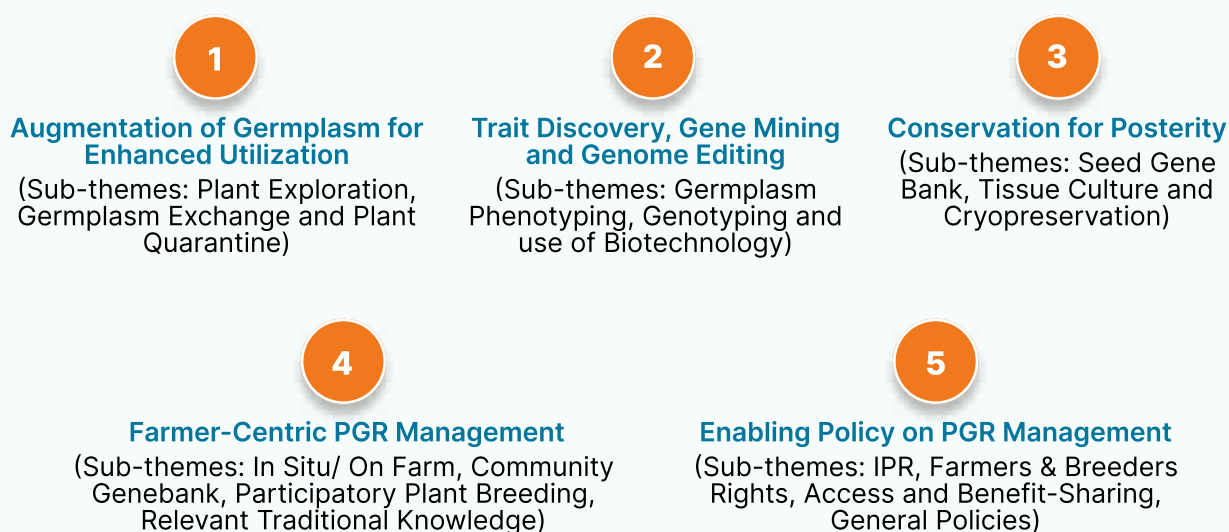 1
Augmentation of Germplasm for
Enhanced Utilization
(Sub-themes: Plant Exploration,
Germplasm Exchange and Plant
Quarantine)
2
Trait Discovery, Gene Mining
and Genome Editing
(Sub-themes: Germplasm
Phenotyping, Genotyping and
use of Biotechnology)
3
Conservation for Posterity
(Sub-themes: Seed Gene
Bank, Tissue Culture and
Cryopreservation)
4
Farmer-Centric PGR Management
(Sub-themes: In Situ/ On Farm, Community
Genebank, Participatory Plant Breeding,
Relevant Traditional Knowledge)
5
Enabling Policy on PGR Management
(Sub-themes: IPR, Farmers & Breeders
Rights, Access and Benefit-Sharing,
General Policies)